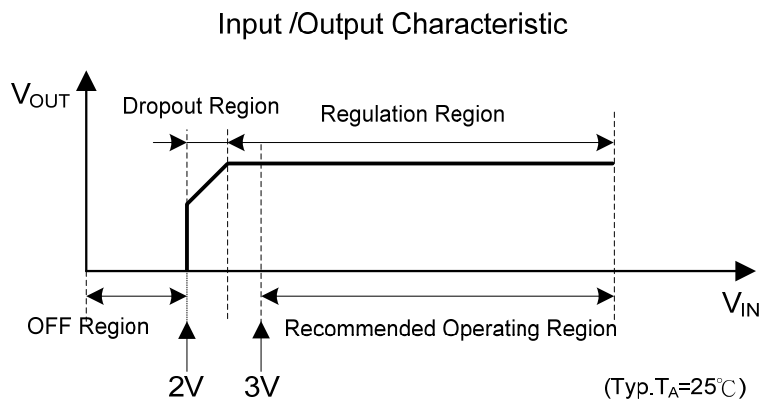 Input /Output Characteristic
VOUT
Dropout Region
Regulation Region
VIN
OFF Region
Recommended Operating Region
2V
3V
(Typ.TA=25℃)